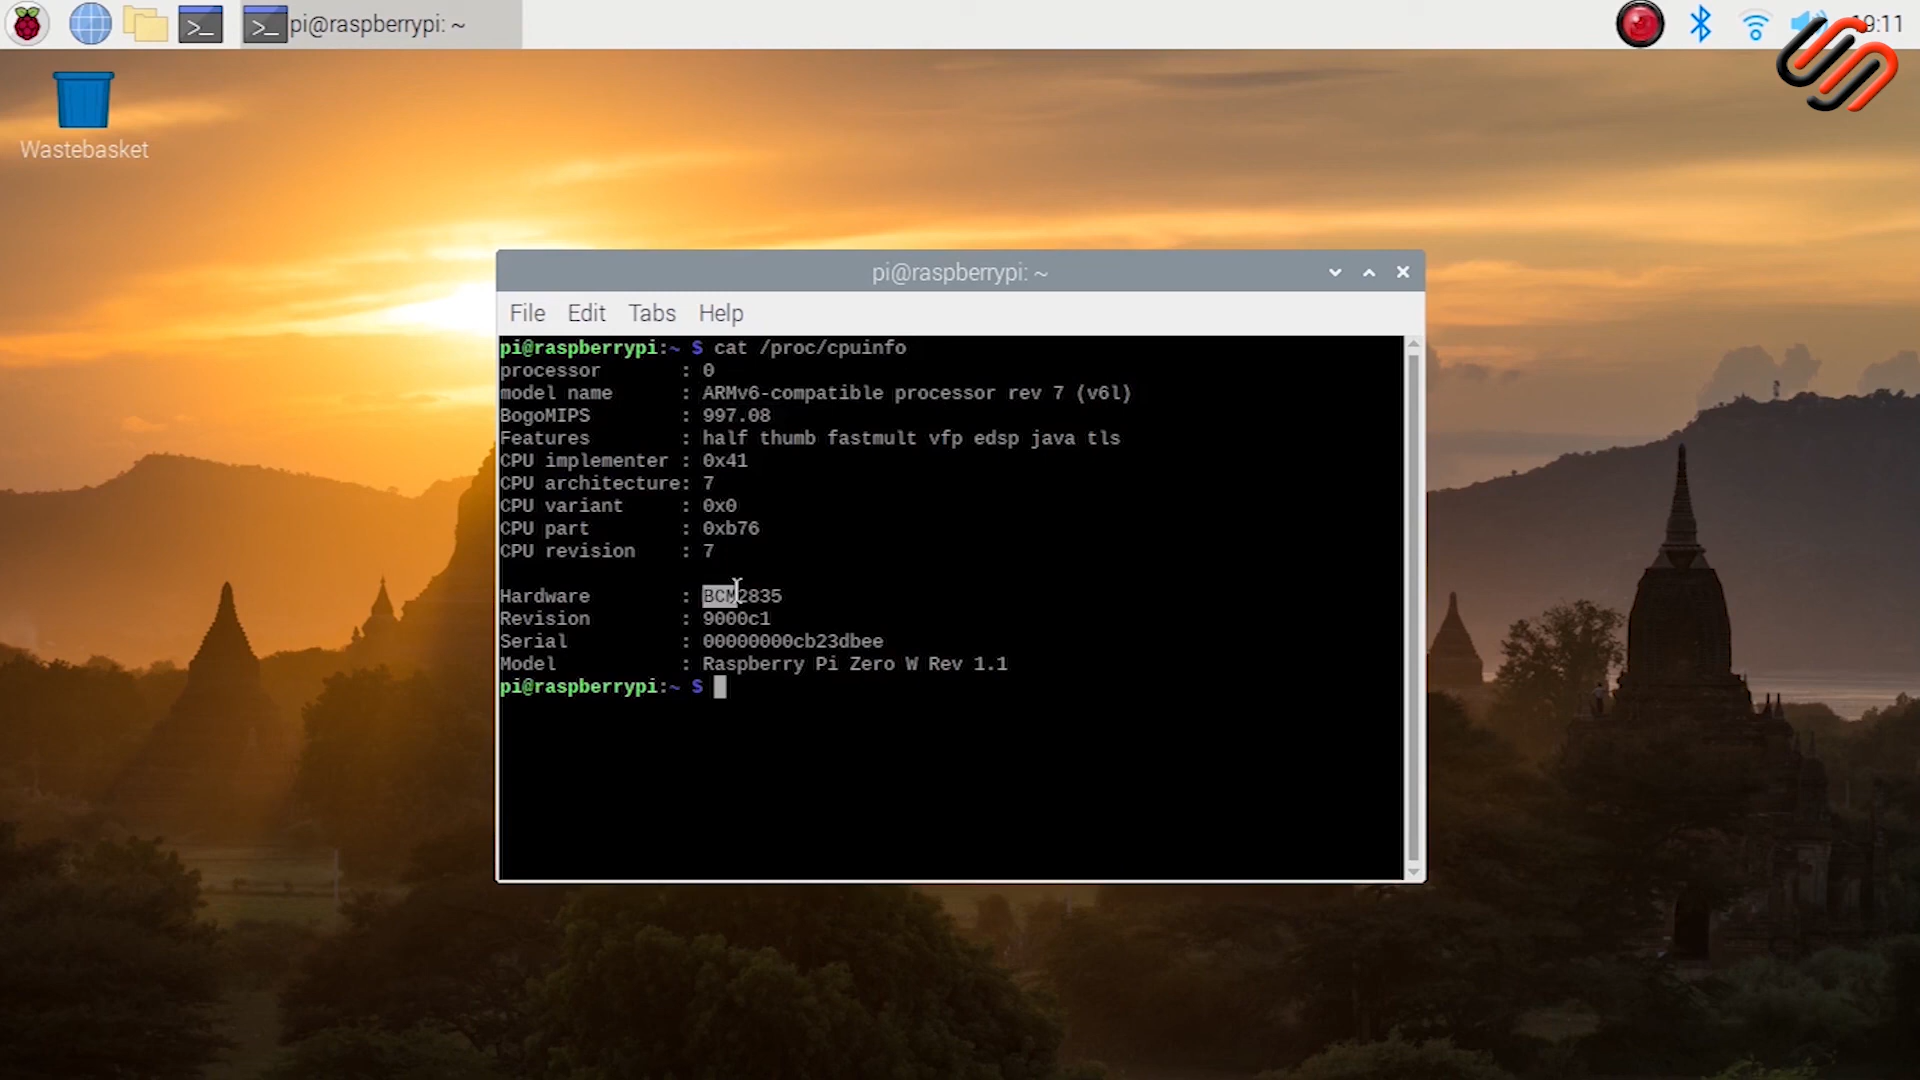 pi@raspberrypi: ~
19:11
Wastebasket
pi@raspberrypi: ~
File Edit Tabs Help
pi@raspberrypi:~ $ cat /proc/cpuinfo
processor : 0
model name : ARMv6-compatible processor rev 7 (v6l)
BogoMIPS : 997.08
Features : half thumb fastmult vfp edsp java tls
CPU implementer : 0x41
CPU architecture: 7
CPU variant : 0x0
CPU part : 0xb76
CPU revision : 7
Hardware : BCM2835
Revision : 9000c1
Serial : 00000000cb23dbee
Model : Raspberry Pi Zero W Rev 1.1
pi@raspberrypi:~ $